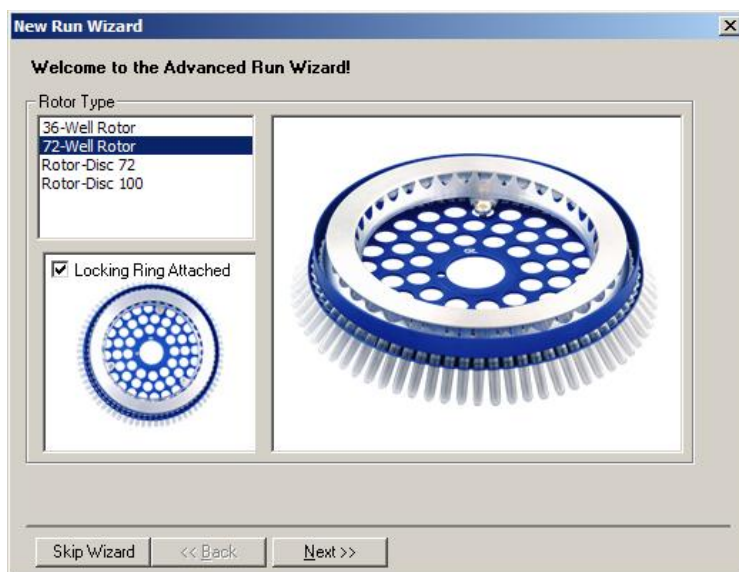 New Run Wizard
Welcome to the Advanced Run Wizard!
Rotor Type
36-Well Rotor
72-Well Rotor
Rotor-Disc 72
Rotor-Disc 100
Locking Ring Attached
Skip Wizard
<< Back
Next >>